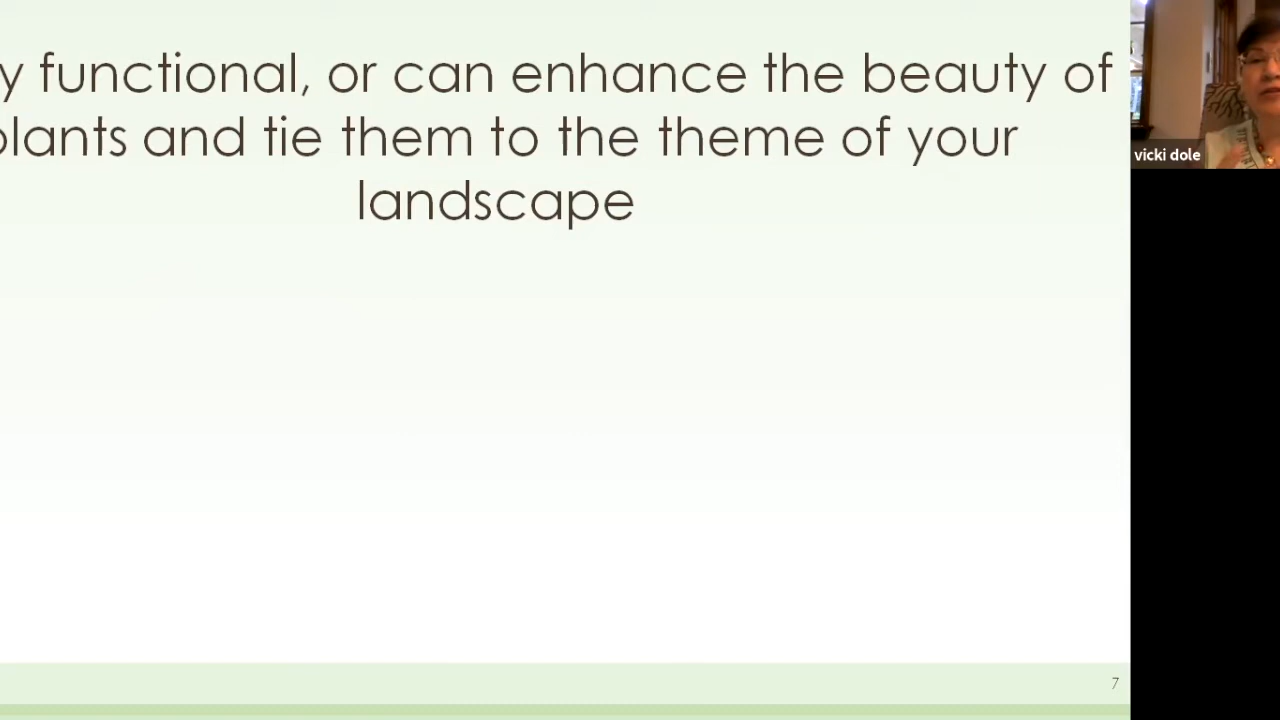 y functional, or can enhance the beauty of
plants and tie them to the theme of your
landscape
vicki dole
7